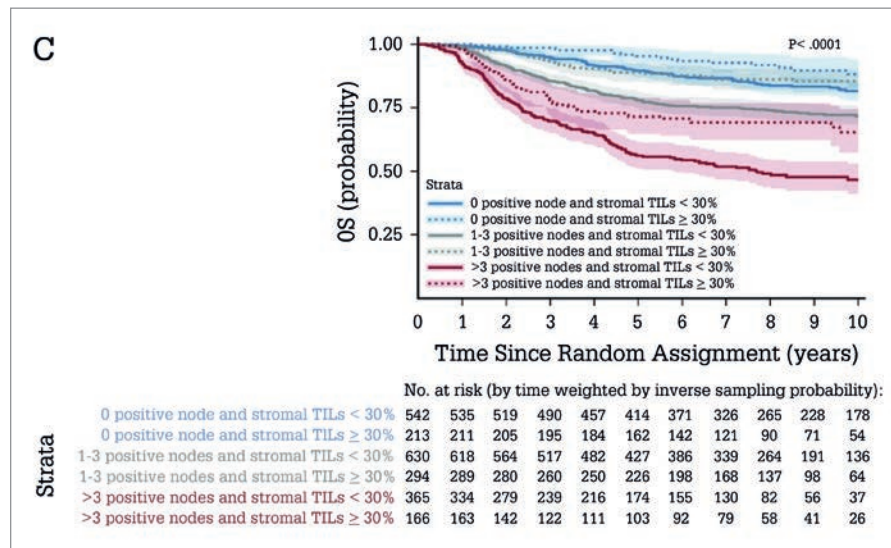 C
1.00
P< .0001
0.75
0.50
0.25
OS (probability)
Strata
0 positive node and stromal TILs < 30%
0 positive node and stromal TILs ≥ 30%
1-3 positive nodes and stromal TILs < 30%
1-3 positive nodes and stromal TILs ≥ 30%
>3 positive nodes and stromal TILs < 30%
>3 positive nodes and stromal TILs ≥ 30%
0 1 2 3 4 5 6 7 8 9 10
Time Since Random Assignment (years)
No. at risk (by time weighted by inverse sampling probability):
Strata
0 positive node and stromal TILs < 30% 542 535 519 490 457 414 371 326 265 228 178
0 positive node and stromal TILs ≥ 30% 213 211 205 195 184 162 142 121 90 71 54
1-3 positive nodes and stromal TILs < 30% 630 618 564 517 482 427 386 339 264 191 136
1-3 positive nodes and stromal TILs ≥ 30% 294 289 280 260 250 226 198 168 137 98 64
>3 positive nodes and stromal TILs < 30% 365 334 279 239 216 174 155 130 82 56 37
>3 positive nodes and stromal TILs ≥ 30% 166 163 142 122 111 103 92 79 58 41 26